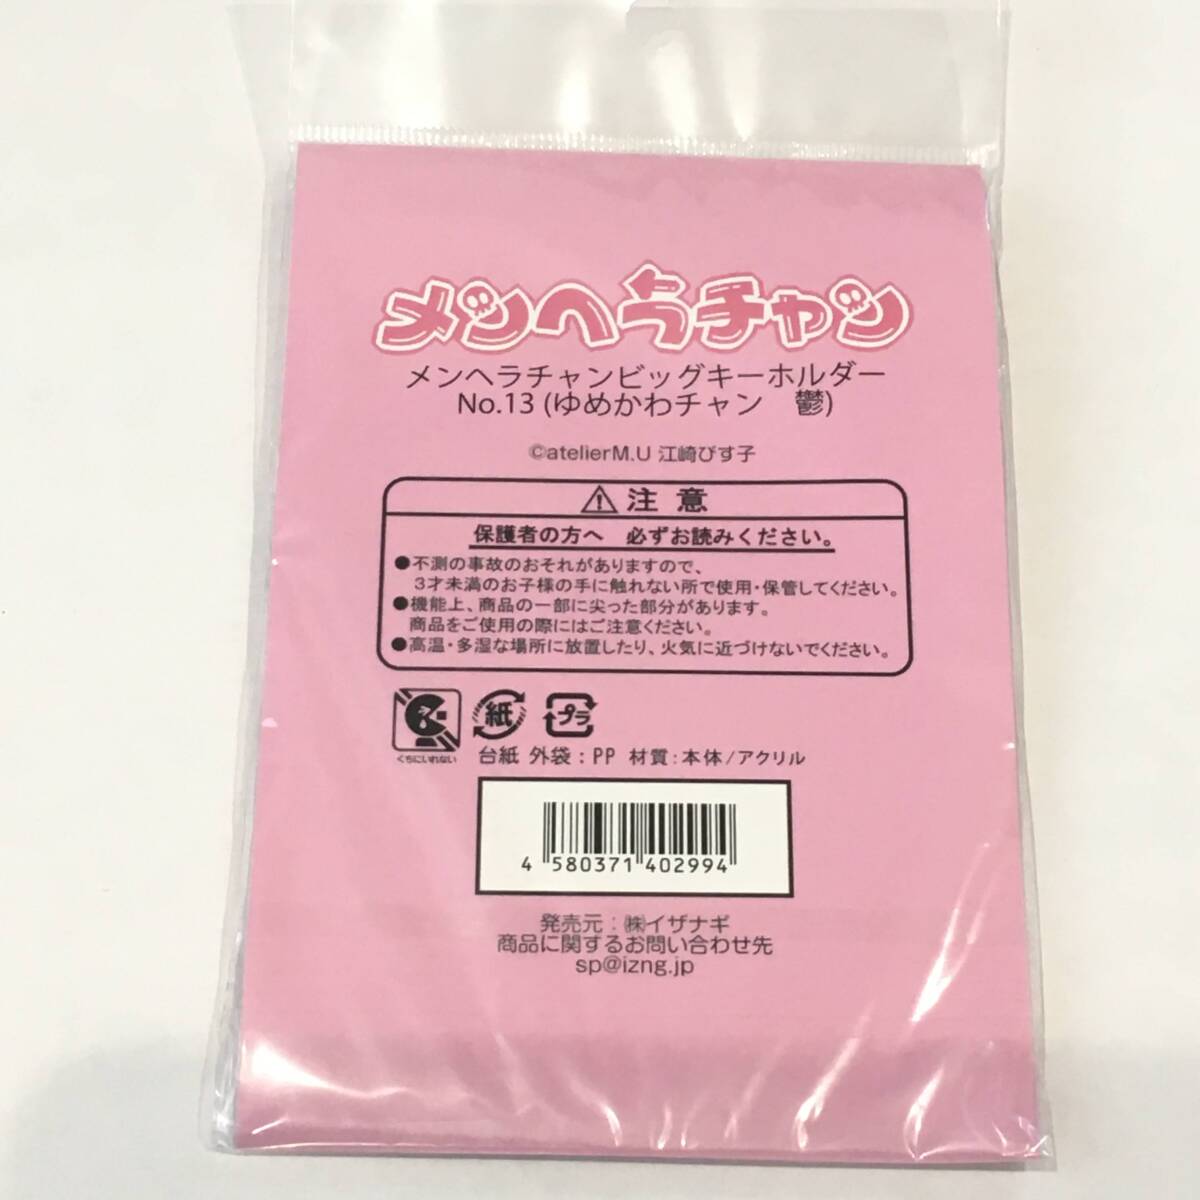 メンヘラチャン
メンヘラチャンビッグキーホルダー
No.13 (ゆめかわチャン　鬱)
©atelierM.U 江崎びす子
注 意
保護者の方へ　必ずお読みください。
●不測の事故のおそれがありますので、
3才未満のお子様の手に触れない所で使用・保管してください。
●機能上、商品の一部に尖った部分があります。
商品をご使用の際にはご注意ください。
●高温・多湿な場所に放置したり、火気に近づけないでください。
紙 プラ
くちにいれない 台紙 外袋：PP 材質：本体/アクリル
4 580371 402994
発売元：㈱イザナギ
商品に関するお問い合わせ先
sp@izng.jp